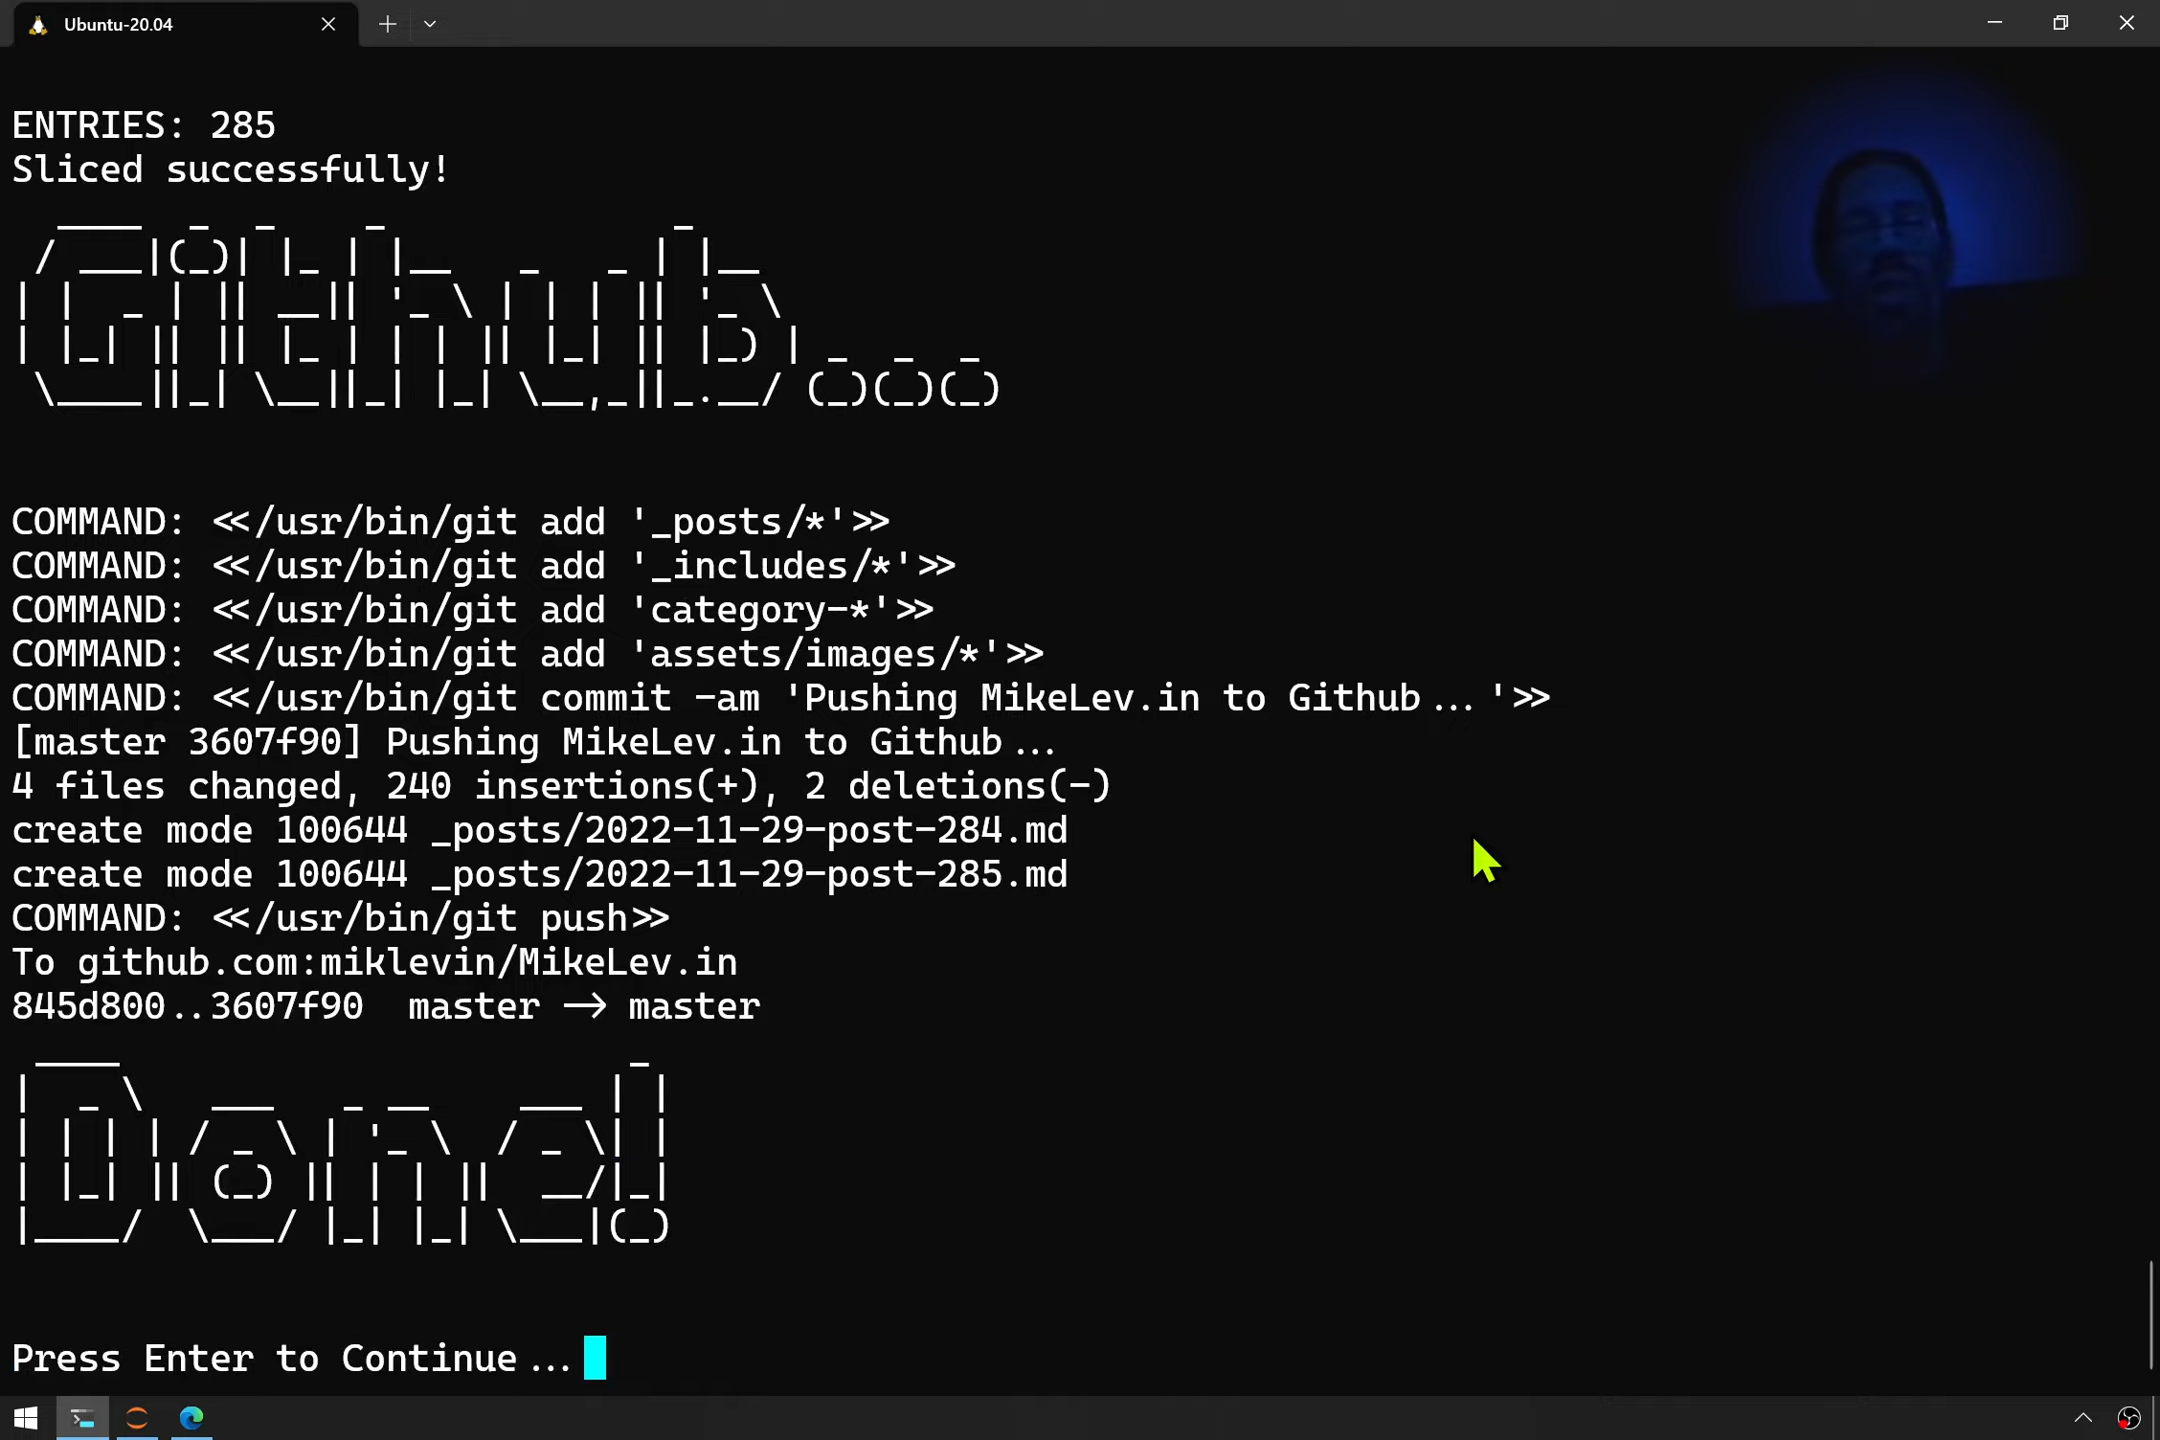 Ubuntu-20.04
ENTRIES: 285
Sliced successfully!
Github...
COMMAND: <</usr/bin/git add '_posts/*'>>
COMMAND: <</usr/bin/git add '_includes/*'>>
COMMAND: <</usr/bin/git add 'category-*'>>
COMMAND: <</usr/bin/git add 'assets/images/*'>>
COMMAND: <</usr/bin/git commit -am 'Pushing MikeLev.in to Github...'>>
[master 3607f90] Pushing MikeLev.in to Github...
4 files changed, 240 insertions(+), 2 deletions(-)
create mode 100644 _posts/2022-11-29-post-284.md
create mode 100644 _posts/2022-11-29-post-285.md
COMMAND: <</usr/bin/git push>>
To github.com:miklevin/MikeLev.in
845d800..3607f90  master -> master
Done!
Press Enter to Continue...